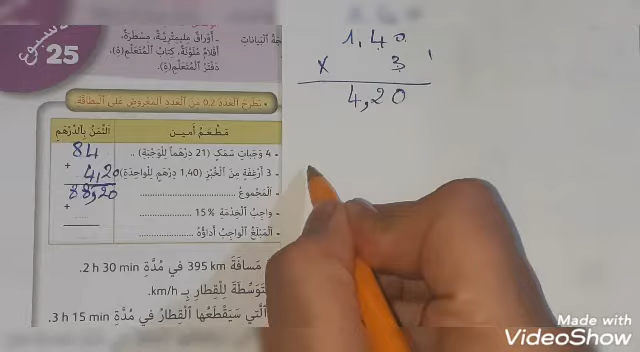 أسبوع
25
- أوراق مليمترية، مسطرة،
أقلام ملونة، كتاب المتعلم(ة)،
دفتر المتعلم(ة).
البيانات
1,40
× 3
4,20
• نطرح العدد 0,2 من العدد المعروض على البطاقة.
مطعم أمين
الثمن بالدرهم
- 4 وجبات سمك (21 درهما للوجبة) ..
84
+
- 3 أرغفة من الخبز (1,40 درهم للواحدة)
4,20
- المجموع ..............
88,20
+
- واجب الخدمة 15% ..............
- المبلغ الواجب أداؤه ..............
مسافة 395 km في مدة 2 h 30 min.
للقطار ب km/h.
التي سيقطعها القطار في مدة 3 h 15 min.
Made with
VideoShow